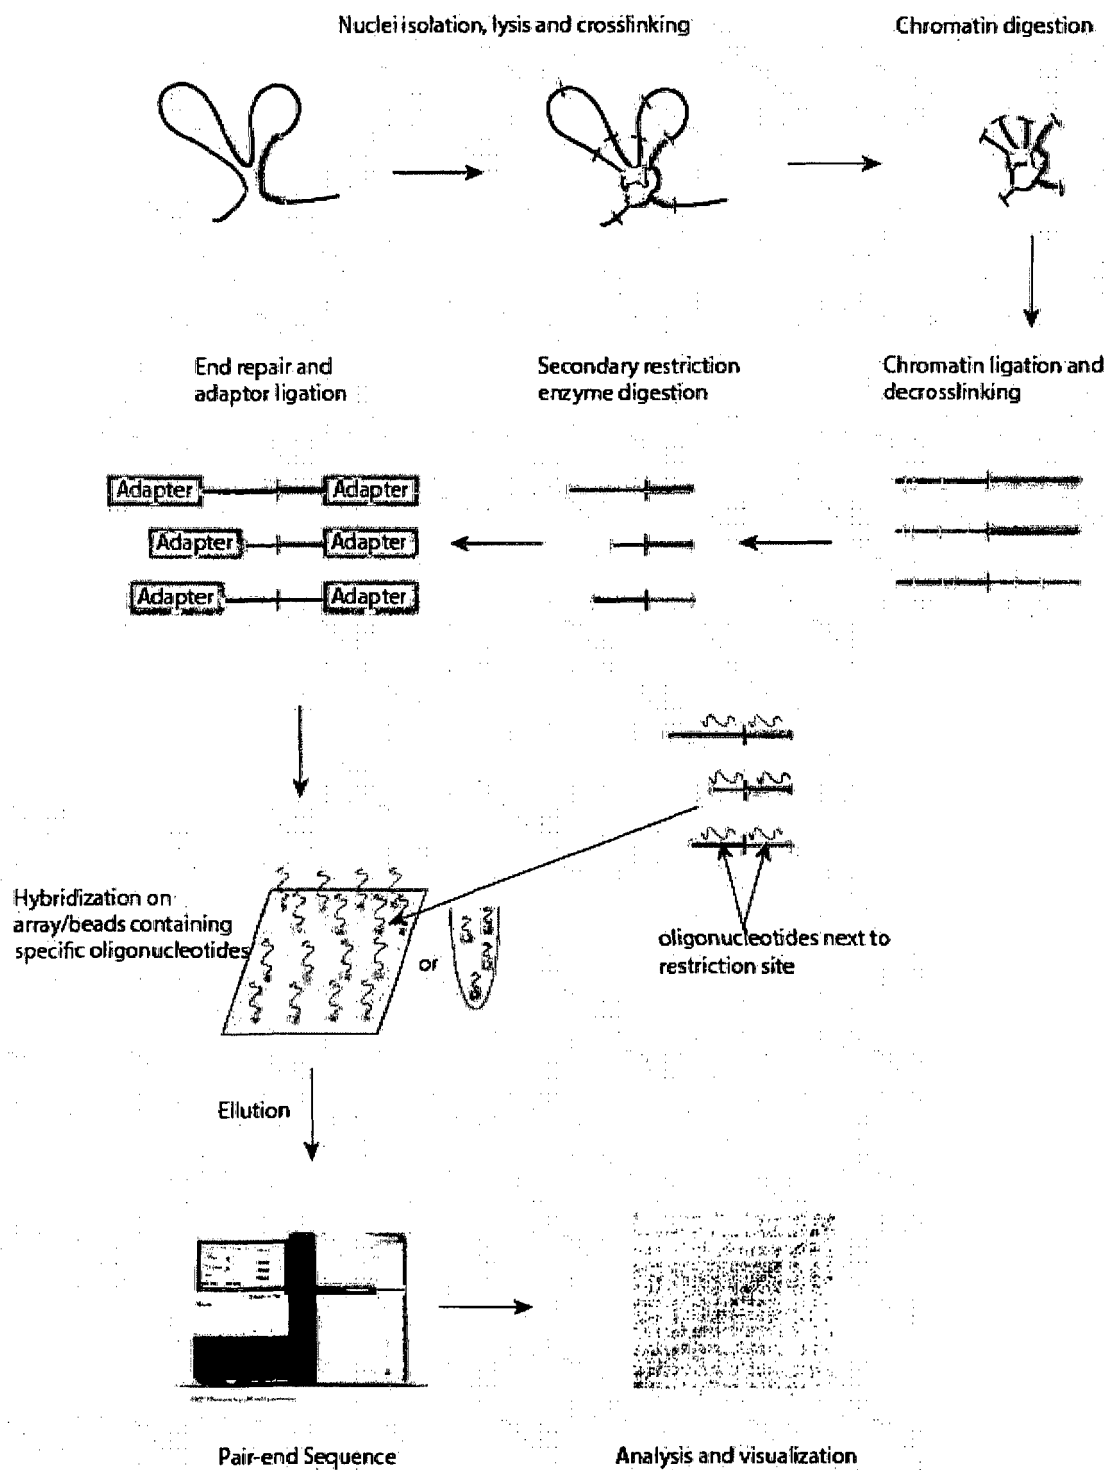 Nuclei isolation, lysis and crosslinking
Chromatin digestion
End repair and
adaptor ligation
Secondary restriction
enzyme digestion
Chromatin ligation and
decrosslinking
Adapter Adapter
Adapter Adapter
Adapter Adapter
Hybridization on
array/beads containing
specific oligonucleotides
or
oligonucleotides next to
restriction site
Ellution
Pair-end Sequence
Analysis and visualization